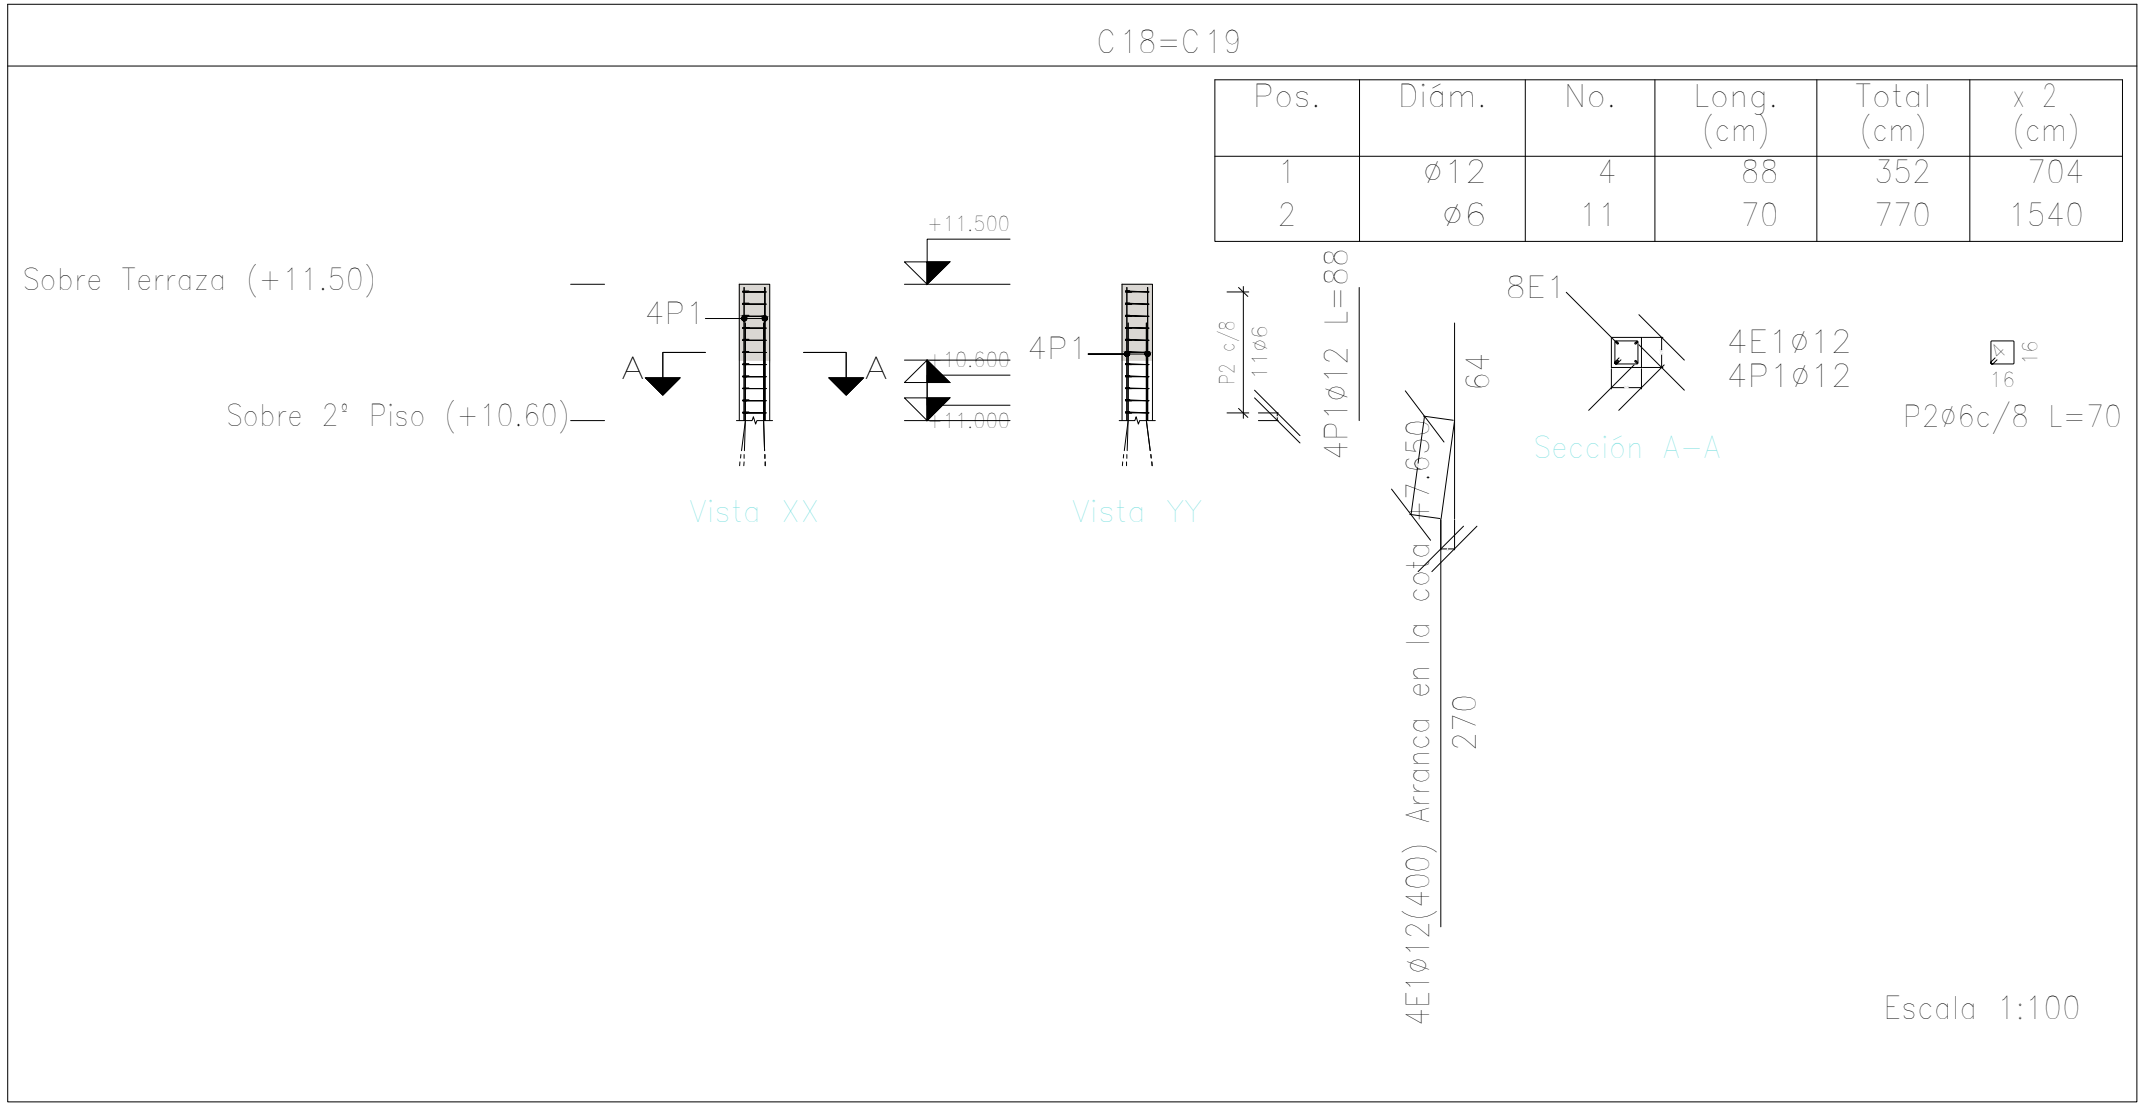 C18=C19
Pos. Diám. No. Long. (cm) Total (cm) x 2 (cm)
1 ø12 4 88 352 704
2 ø6 11 70 770 1540
Sobre Terraza (+11.50)
Sobre 2º Piso (+10.60)
4P1
A A
Vista XX
+11.500
+10.600
+11.000
4P1
Vista YY
P2 c/8
11ø6
4P1ø12 L=88
64
270
4E1ø12(400) Arranca en la cota +7.650
8E1
4E1ø12
4P1ø12
Sección A-A
4
16
16
P2ø6c/8 L=70
Escala 1:100